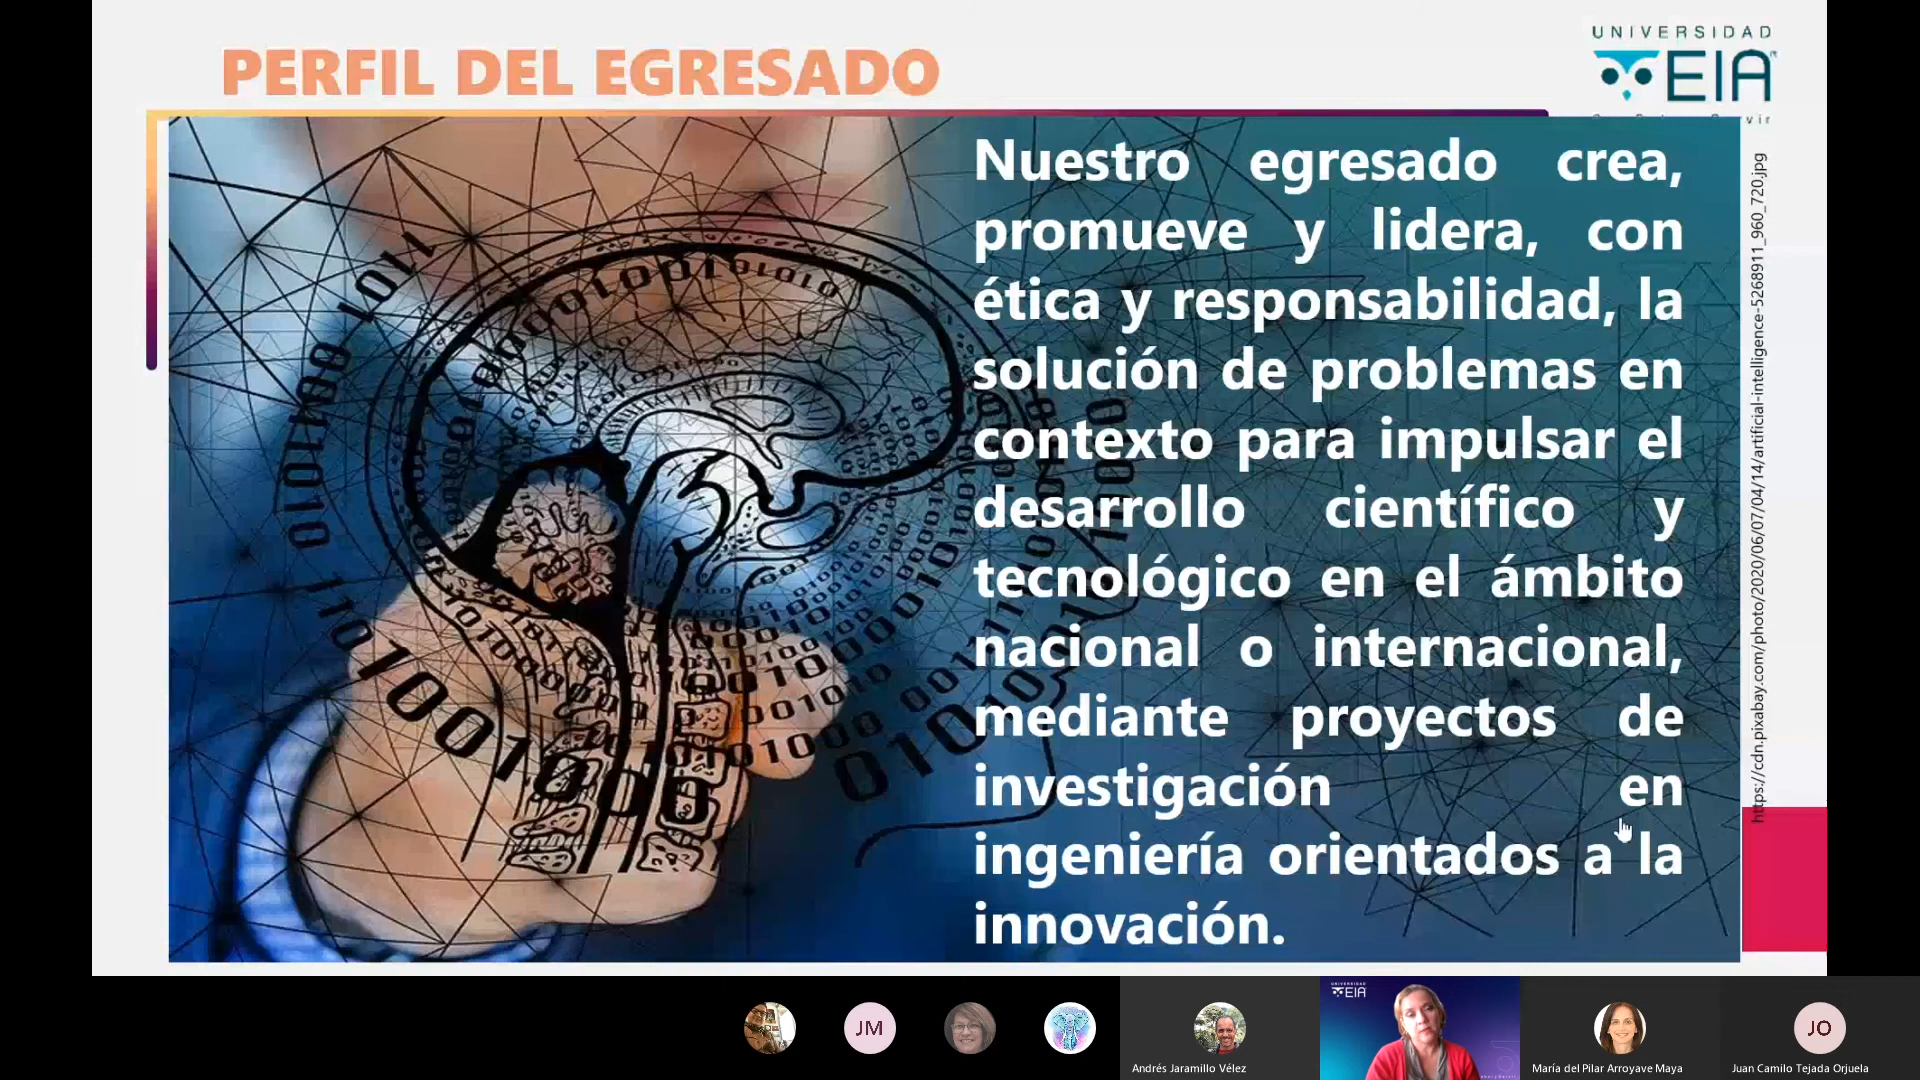 PERFIL DEL EGRESADO
UNIVERSIDAD
EIA
Nuestro egresado crea,
promueve y lidera, con
ética y responsabilidad, la
solución de problemas en
contexto para impulsar el
desarrollo científico y
tecnológico en el ámbito
nacional o internacional,
mediante proyectos de
investigación en
ingeniería orientados a la
innovación.
https://cdn.pixabay.com/photo/2020/06/07/04/14/artificial-intelligence-5268911_960_720.jpg
JM
Andrés Jaramillo Vélez
UNIVERSIDAD
EIA
María del Pilar Arroyave Maya
JO
Juan Camilo Tejada Orjuela